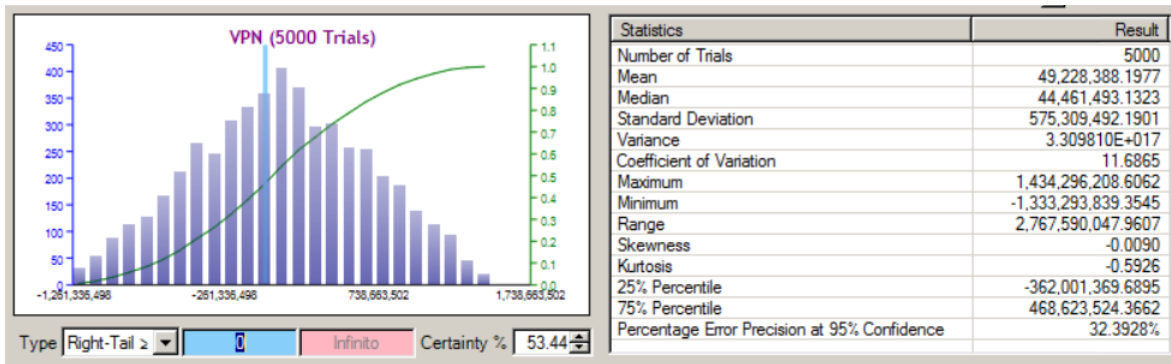 VPN (5000 Trials)
450
400
350
300
250
200
150
100
50
0
1.1
1.0
0.9
0.8
0.7
0.6
0.5
0.4
0.3
0.2
0.1
0.0
-1,261,336,498
-261,336,498
738,663,502
1,738,663,502
Type Right-Tail ≥ 0 Infinito Certainty % 53.44
Statistics Result
Number of Trials 5000
Mean 49,228,388.1977
Median 44,461,493.1323
Standard Deviation 575,309,492.1901
Variance 3.309810E+017
Coefficient of Variation 11.6865
Maximum 1,434,296,208.6062
Minimum -1,333,293,839.3545
Range 2,767,590,047.9607
Skewness -0.0090
Kurtosis -0.5926
25% Percentile -362,001,369.6895
75% Percentile 468,623,524.3662
Percentage Error Precision at 95% Confidence 32.3928%